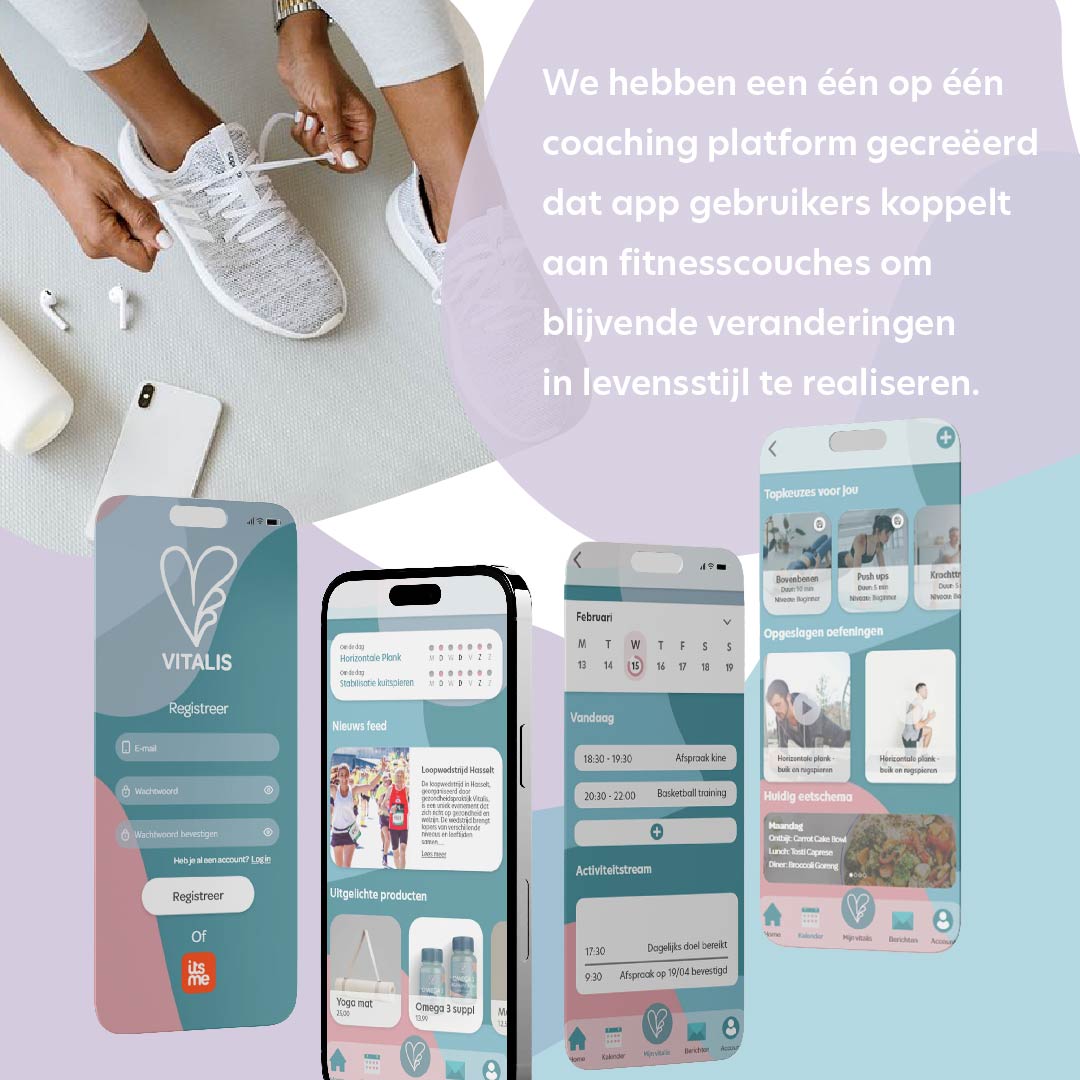 We hebben een één op één
coaching platform gecreëerd
dat app gebruikers koppelt
aan fitnesscouches om
blijvende veranderingen
in levensstijl te realiseren.
VITALIS
Registreer
E-mail
Wachtwoord
Wachtwoord bevestigen
Heb je al een account? Log in
Registreer
Of
its
me
Om de dag
Horizontale Plank
M D W D V Z Z
Om de dag
Stabilisatie kuitspieren
M D W D V Z Z
Nieuws feed
Loopwedstrijd Hasselt
De loopwedstrijd in Hasselt,
georganiseerd door
gezondheidspraktijk Vitalis,
is een uniek evenement dat
zich richt op gezondheid en
welzijn. De wedstrijd brengt
lopers van verschillende
niveaus en leeftijden
samen....
Lees meer
Uitgelichte producten
Yoga mat
25,00
OMEGA 3
Omega 3 suppl
13,99
12,5
Februari
M T W T F S S
13 14 15 16 17 18 19
Vandaag
18:30 - 19:30 Afspraak kine
20:30 - 22:00 Basketball training
Activiteitstream
17:30 Dagelijks doel bereikt
9:30 Afspraak op 19/04 bevestigd
Home Kalender Mijn vitalis Berichten Accoun
Topkeuzes voor jou
Bovenbenen
Duur: 10 min
Niveau: Beginner
Push ups
Duur: 5 min
Niveau: Beginner
Krachttr
Duur: 5
Niveau: Be
Opgeslagen oefeningen
Horizontale plank -
buik en rugspieren
Horizontale plank -
buik en rugspieren
Huidig eetschema
Maandag
Ontbijt: Carrot Cake Bowl
Lunch: Tosti Caprese
Diner: Broccoli Goreng
Home Kalender Mijn vitalis Berichten Accoun